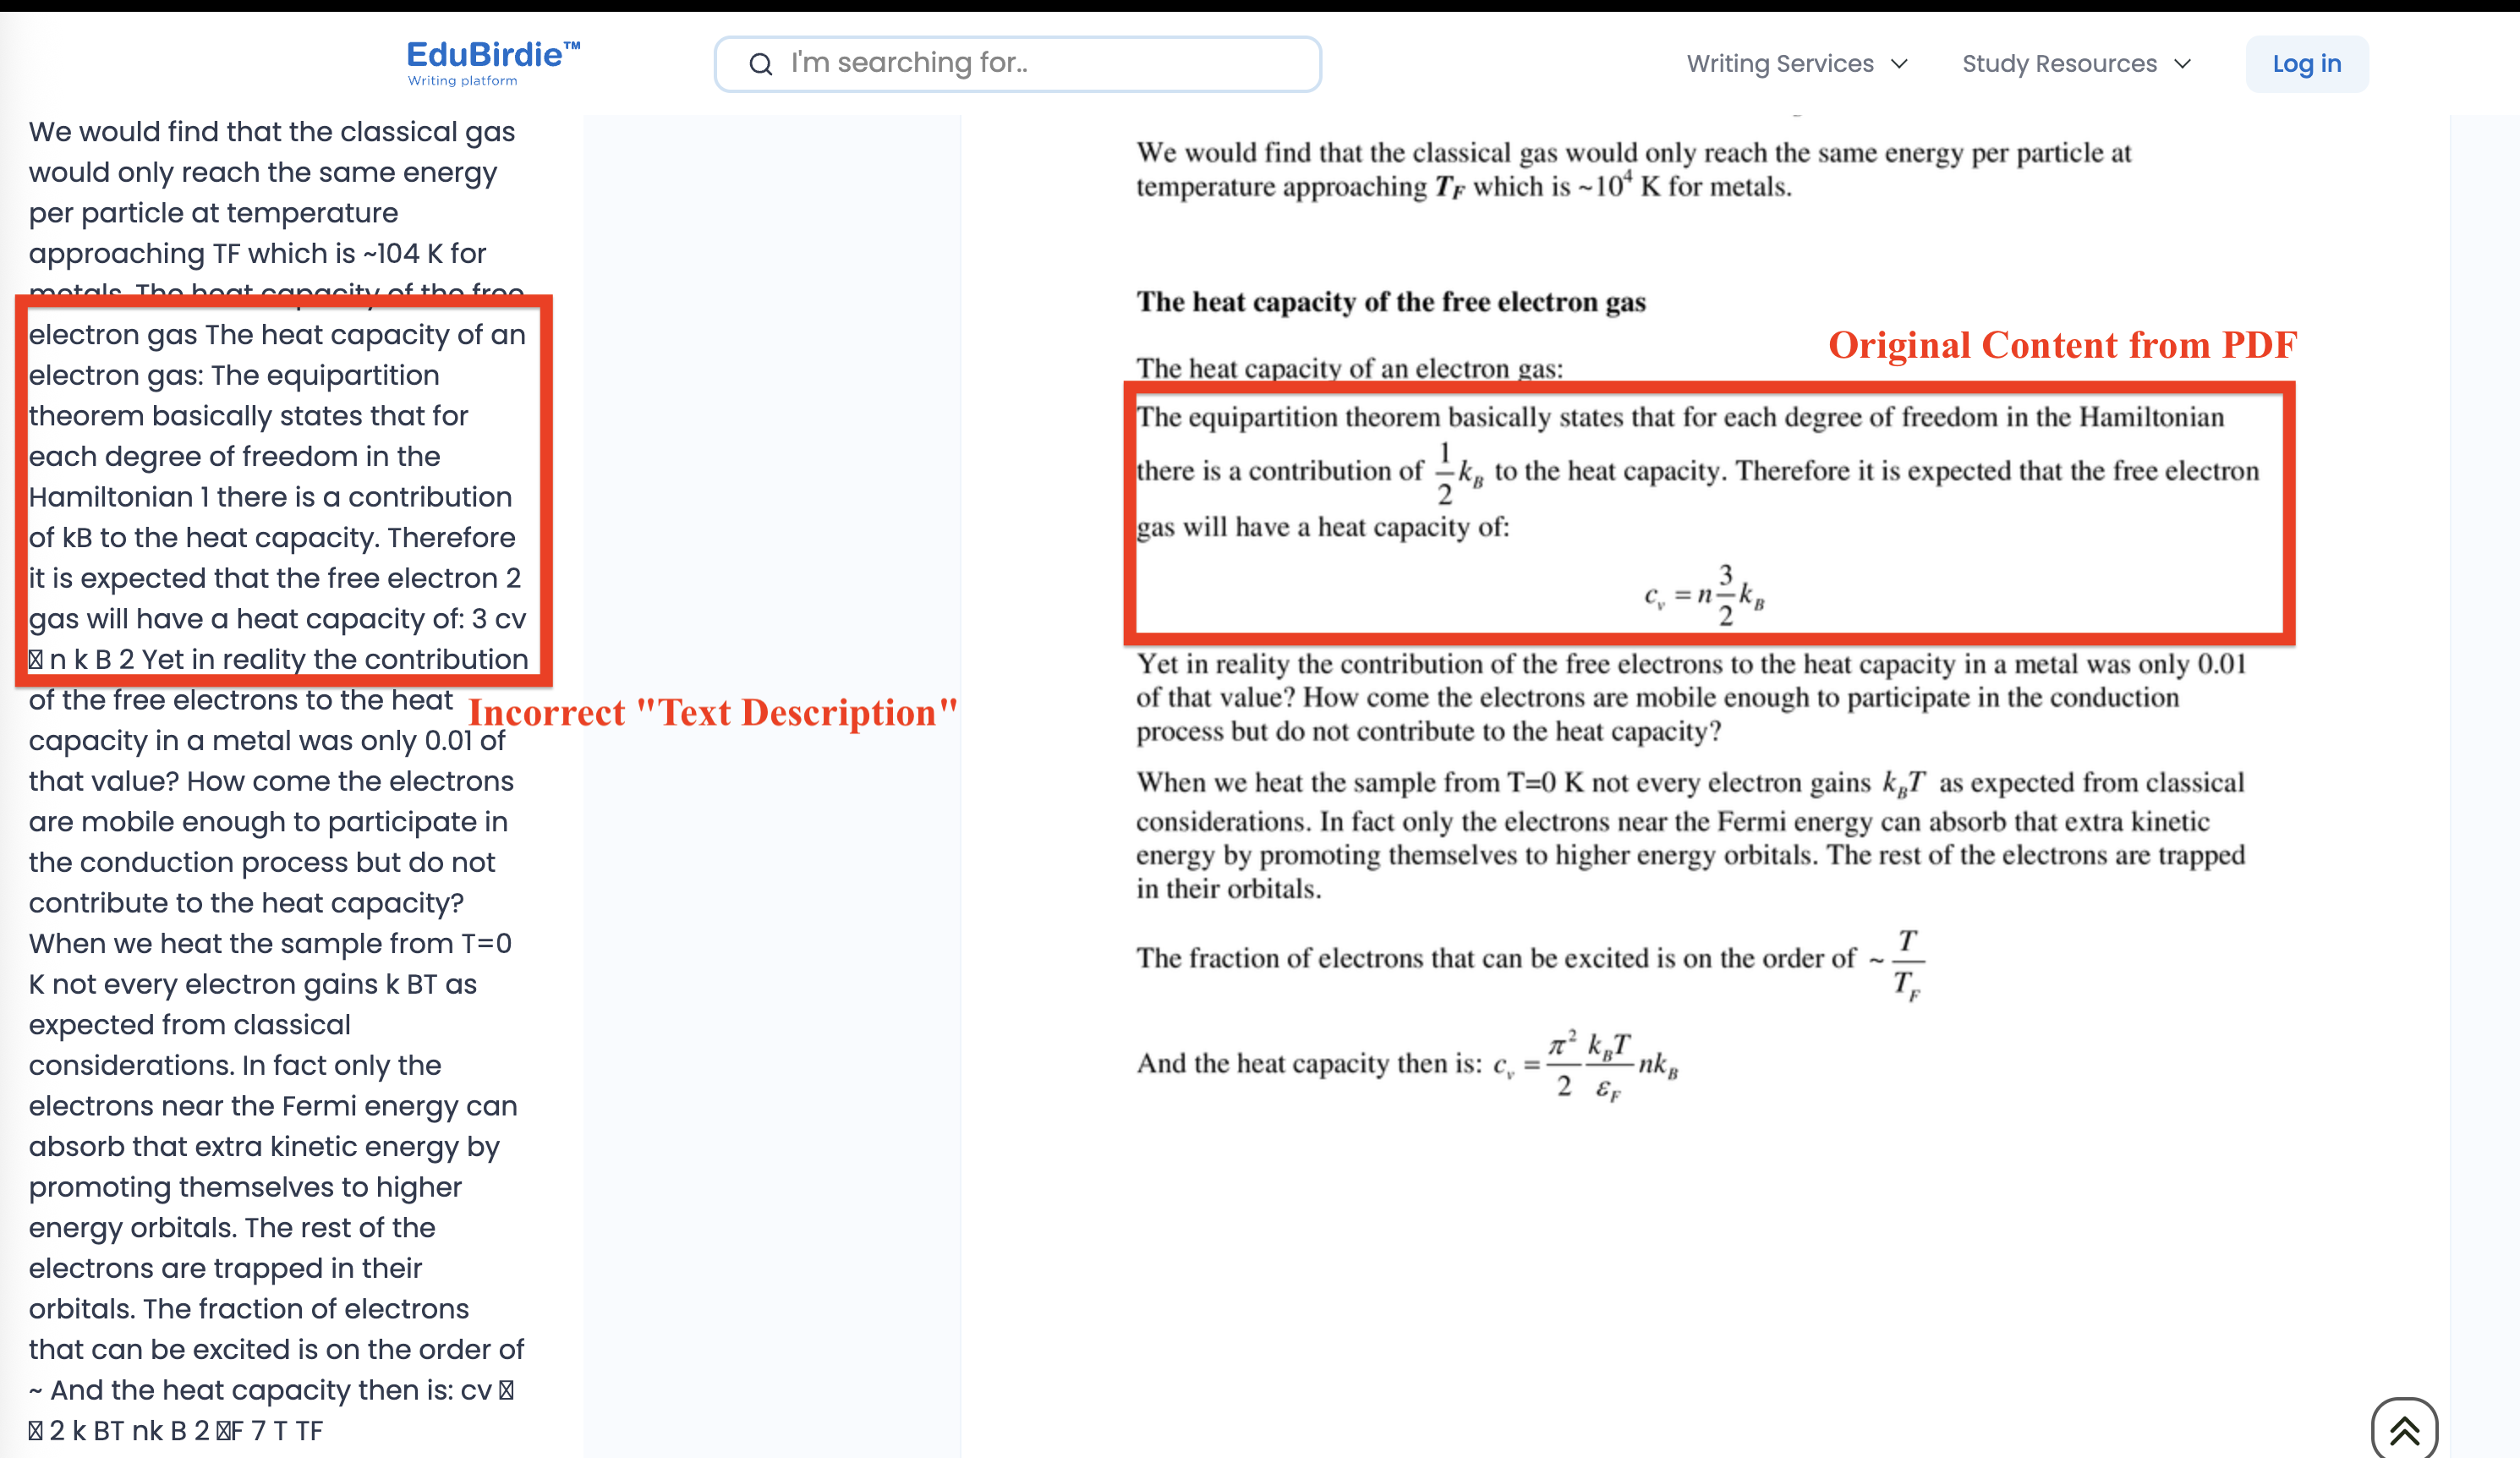 EduBirdie™
Writing platform
I'm searching for..
Writing Services
Study Resources
Log in
We would find that the classical gas
would only reach the same energy
per particle at temperature
approaching TF which is ~104 K for
metals. The heat capacity of the free
electron gas The heat capacity of an
electron gas: The equipartition
theorem basically states that for
each degree of freedom in the
Hamiltonian 1 there is a contribution
of kB to the heat capacity. Therefore
it is expected that the free electron 2
gas will have a heat capacity of: 3 cv
 n k B 2 Yet in reality the contribution
of the free electrons to the heat
capacity in a metal was only 0.01 of
that value? How come the electrons
are mobile enough to participate in
the conduction process but do not
contribute to the heat capacity?
When we heat the sample from T=0
K not every electron gains k BT as
expected from classical
considerations. In fact only the
electrons near the Fermi energy can
absorb that extra kinetic energy by
promoting themselves to higher
energy orbitals. The rest of the
electrons are trapped in their
orbitals. The fraction of electrons
that can be excited is on the order of
~ And the heat capacity then is: cv 
 2 k BT nk B 2 F 7 T TF
Incorrect "Text Description"
We would find that the classical gas would only reach the same energy per particle at
temperature approaching T_F which is ~10⁴ K for metals.
The heat capacity of the free electron gas
Original Content from PDF
The heat capacity of an electron gas:
The equipartition theorem basically states that for each degree of freedom in the Hamiltonian
there is a contribution of 1/2 k_B to the heat capacity. Therefore it is expected that the free electron
gas will have a heat capacity of:
c_v = n 3/2 k_B
Yet in reality the contribution of the free electrons to the heat capacity in a metal was only 0.01
of that value? How come the electrons are mobile enough to participate in the conduction
process but do not contribute to the heat capacity?
When we heat the sample from T=0 K not every electron gains k_BT as expected from classical
considerations. In fact only the electrons near the Fermi energy can absorb that extra kinetic
energy by promoting themselves to higher energy orbitals. The rest of the electrons are trapped
in their orbitals.
The fraction of electrons that can be excited is on the order of ~ T/T_F
And the heat capacity then is: c_v = π²/2 k_BT/ε_F nk_B